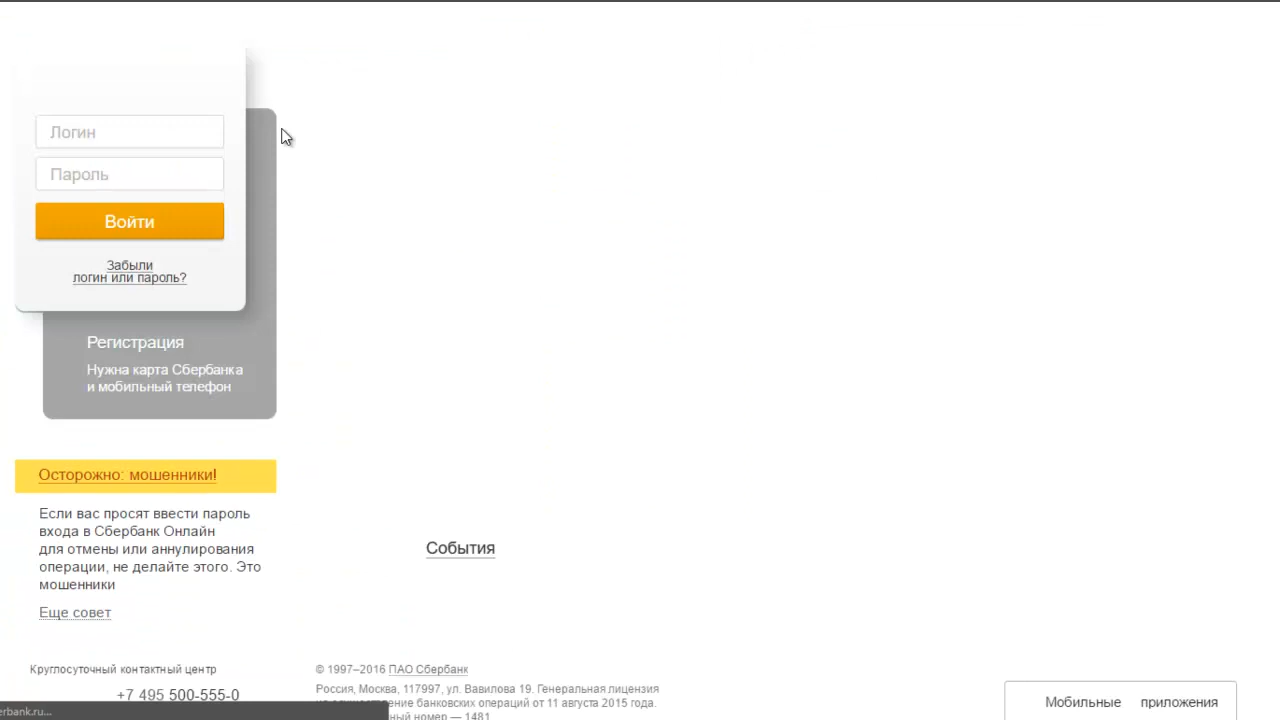 Логин
Пароль
Войти
Забыли
логин или пароль?
Регистрация
Нужна карта Сбербанка
и мобильный телефон
Осторожно: мошенники!
Если вас просят ввести пароль
входа в Сбербанк Онлайн
для отмены или аннулирования
операции, не делайте этого. Это
мошенники
Еще совет
События
Круглосуточный контактный центр
+7 495 500-555-0
© 1997–2016 ПАО Сбербанк
Россия, Москва, 117997, ул. Вавилова 19. Генеральная лицензия
банковских операций от 11 августа 2015 года.
номер — 1481
Мобильные приложения
erbank.ru...